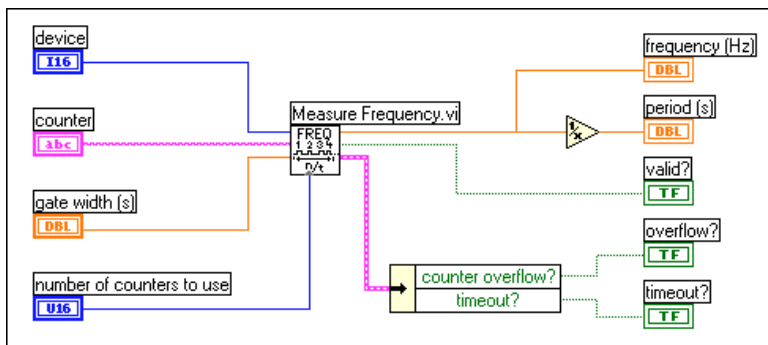 device
I16
counter
abc
gate width (s)
DBL
number of counters to use
U16
Measure Frequency.vi
FREQ
1 2 3 4
n/t
counter overflow?
timeout?
1/x
frequency (Hz)
DBL
period (s)
DBL
valid?
TF
overflow?
TF
timeout?
TF